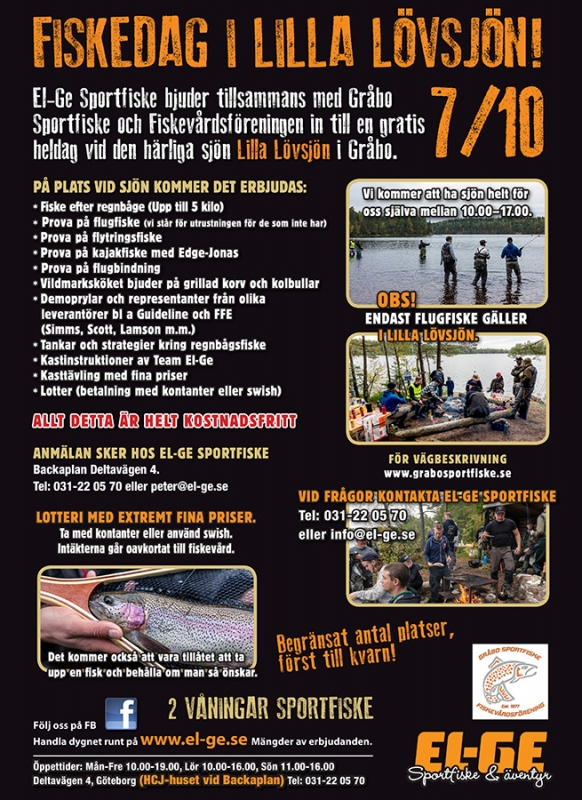 FISKEDAG I LILLA LÖVSJÖN!
El-Ge Sportfiske bjuder tillsammans med Gråbo
Sportfiske och Fiskevårdsföreningen in till en gratis
heldag vid den härliga sjön Lilla Lövsjön i Gråbo.
7/10
PÅ PLATS VID SJÖN KOMMER DET ERBJUDAS:
• Fiske efter regnbåge (Upp till 5 kilo)
• Prova på flugfiske (vi står för utrustningen för de som inte har)
• Prova på flytringsfiske
• Prova på kajakfiske med Edge-Jonas
• Prova på flugbindning
• Vildmarksköket bjuder på grillad korv och kolbullar
• Demoprylar och representanter från olika
leverantörer bl a Guideline och FFE
(Simms, Scott, Lamson m.m.)
• Tankar och strategier kring regnbågsfiske
• Kastinstruktioner av Team El-Ge
• Kasttävling med fina priser
• Lotter (betalning med kontanter eller swish)
ALLT DETTA ÄR HELT KOSTNADSFRITT
ANMÄLAN SKER HOS EL-GE SPORTFISKE
Backaplan Deltavägen 4.
Tel: 031-22 05 70 eller peter@el-ge.se
LOTTERI MED EXTREMT FINA PRISER.
Ta med kontanter eller använd swish.
Intäkterna går oavkortat till fiskevård.
Det kommer också att vara tillåtet att ta
upp en fisk och behålla om man så önskar.
Vi kommer att ha sjön helt för
oss själva mellan 10.00–17.00.
OBS!
ENDAST FLUGFISKE GÄLLER
I LILLA LÖVSJÖN.
FÖR VÄGBESKRIVNING
www.grabosportfiske.se
VID FRÅGOR KONTAKTA EL-GE SPORTFISKE
Tel: 031-22 05 70
eller info@el-ge.se
Begränsat antal platser,
först till kvarn!
GRÅBO SPORTFISKE
Est. 1977
FISKEVÅRDSFÖRENING
Följ oss på FB
f
2 VÅNINGAR SPORTFISKE
Handla dygnet runt på www.el-ge.se Mängder av erbjudanden.
Öppettider: Mån-Fre 10.00-19.00, Lör 10.00-16.00, Sön 11.00-16.00
Deltavägen 4, Göteborg (HCJ-huset vid Backaplan) Tel: 031-22 05 70
El-GE
Sportfiske & äventyr